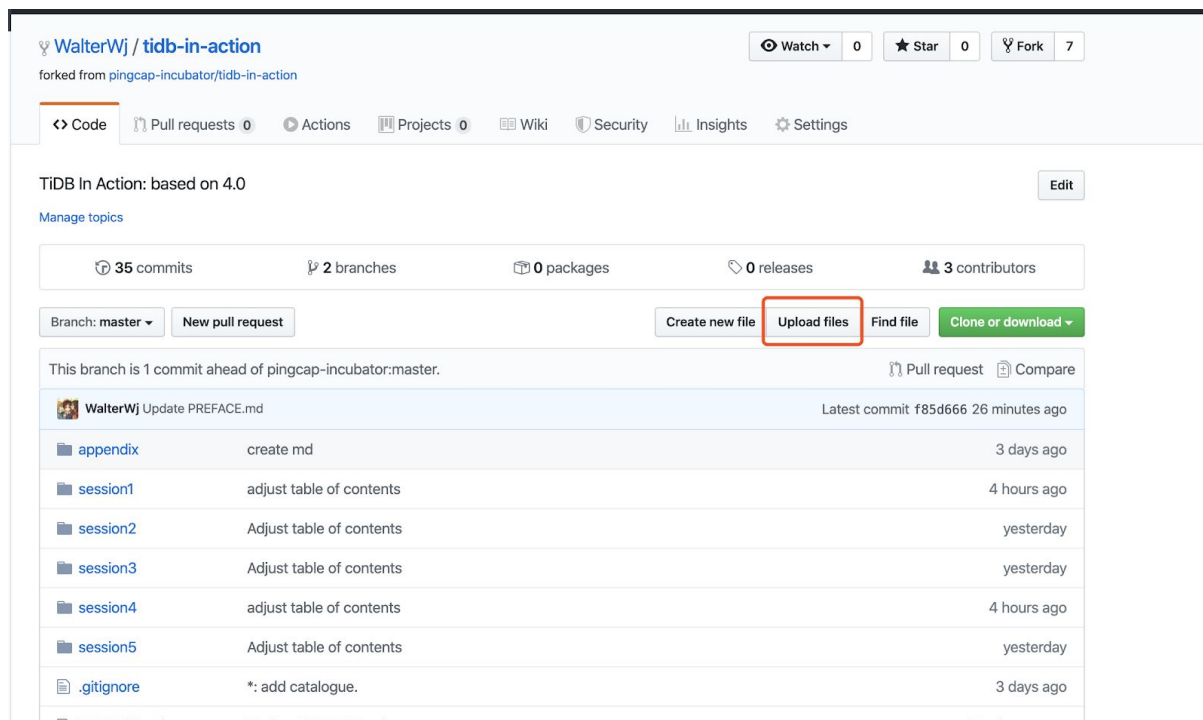 WalterWj / tidb-in-action
Watch 0 Star 0 Fork 7
forked from pingcap-incubator/tidb-in-action
<> Code Pull requests 0 Actions Projects 0 Wiki Security Insights Settings
TiDB In Action: based on 4.0 Edit
Manage topics
35 commits 2 branches 0 packages 0 releases 3 contributors
Branch: master New pull request Create new file Upload files Find file Clone or download
This branch is 1 commit ahead of pingcap-incubator:master. Pull request Compare
WalterWj Update PREFACE.md Latest commit f85d666 26 minutes ago
appendix create md 3 days ago
session1 adjust table of contents 4 hours ago
session2 Adjust table of contents yesterday
session3 Adjust table of contents yesterday
session4 adjust table of contents 4 hours ago
session5 Adjust table of contents yesterday
.gitignore *: add catalogue. 3 days ago